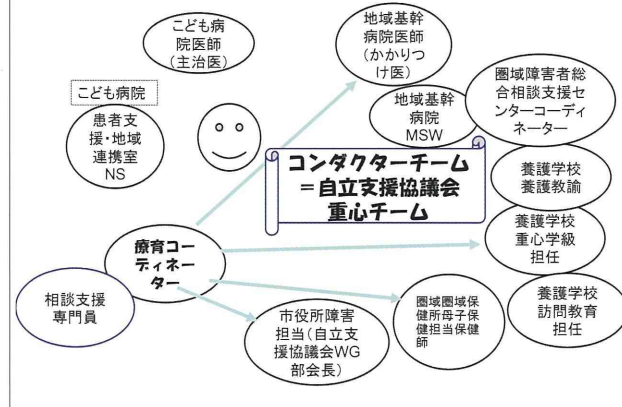 こども病
院医師
(主治医)
地域基幹
病院医師
(かかりつ
け医)
こども病院
患者支
援・地域
連携室
NS
地域基幹
病院
MSW
圏域障害者総
合相談支援セ
ンターコーディ
ネーター
コンダクターチーム
＝自立支援協議会
重心チーム
養護学校
養護教諭
養護学校
重心学級
担任
療育コー
ディネー
ター
相談支援
専門員
市役所障害
担当(自立支
援協議会WG
部会長)
圏域圏域保
健所母子保
健担当保健
師
養護学校
訪問教育
担任